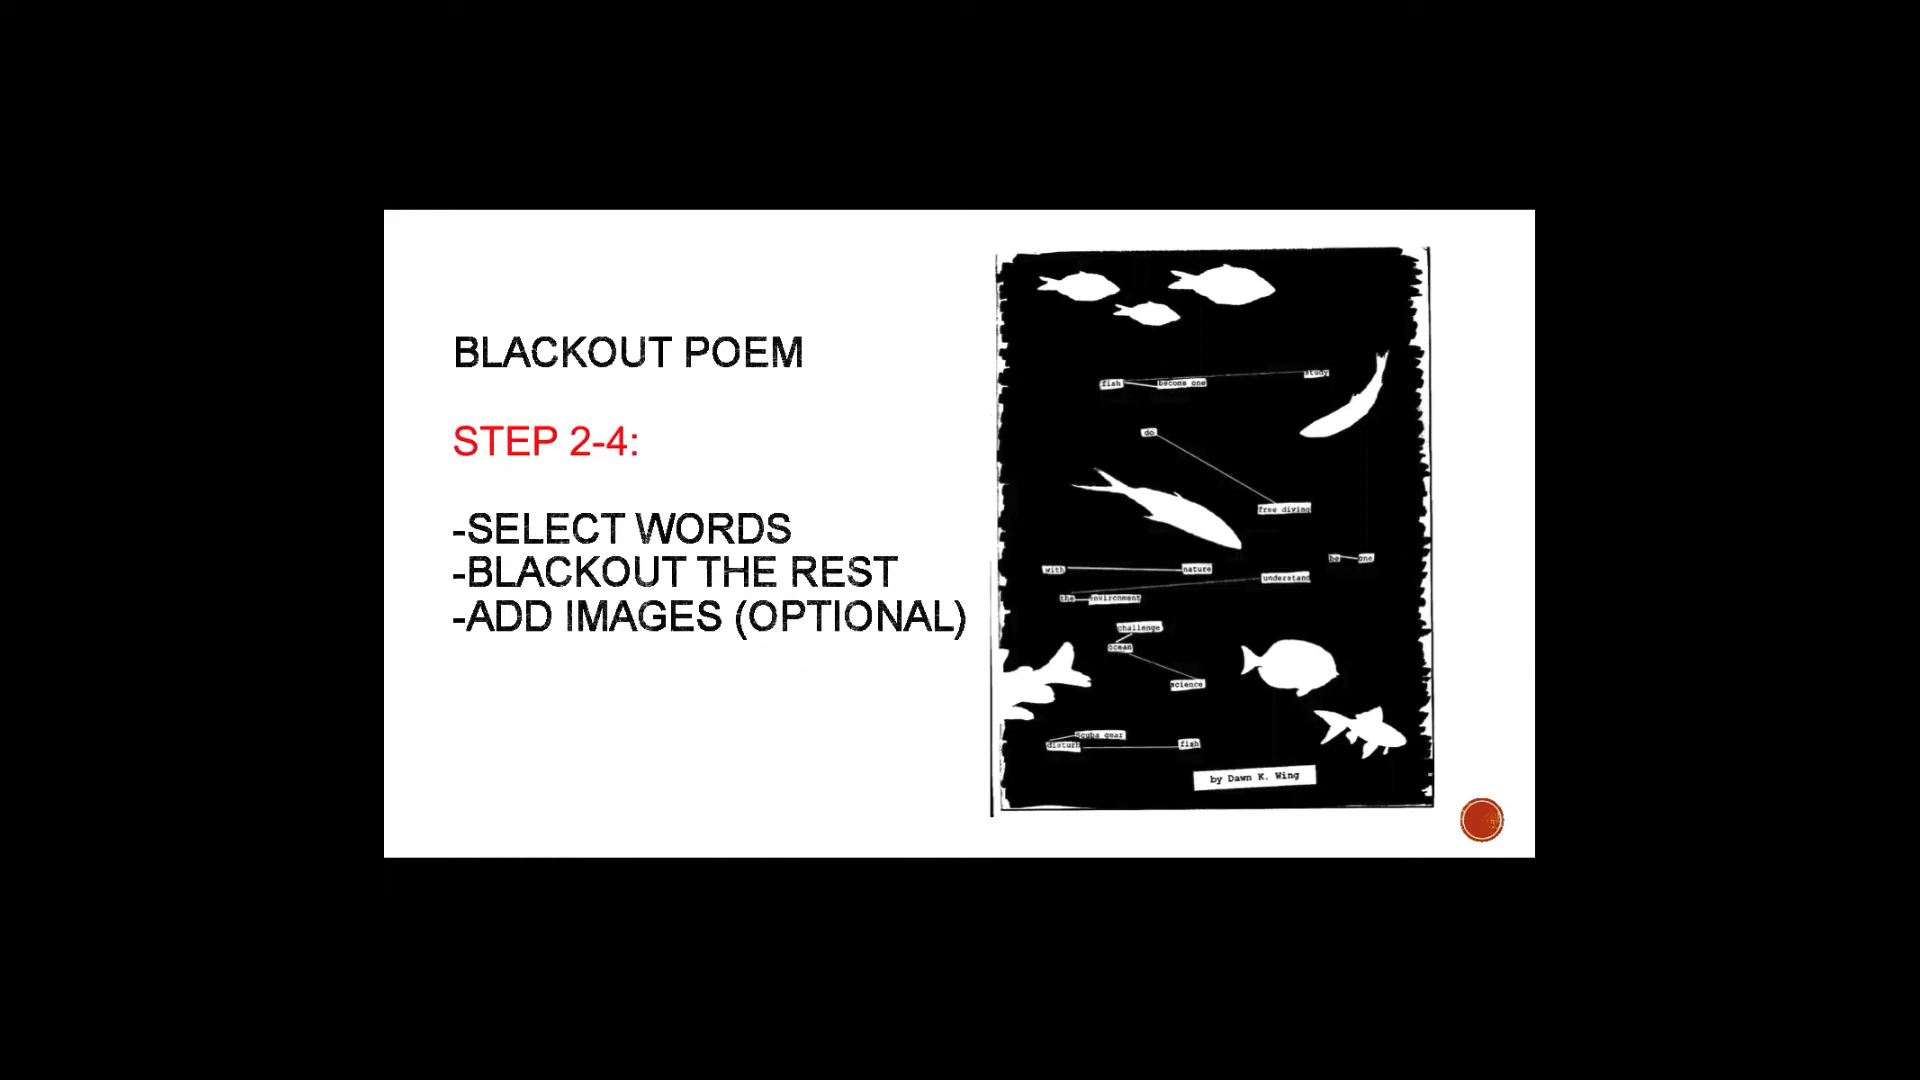 BLACKOUT POEM
STEP 2-4:
-SELECT WORDS
-BLACKOUT THE REST
-ADD IMAGES (OPTIONAL)
study
fish become one
do
free diving
be one
with nature
understand
the environment
challenge
ocean
science
scuba gear
disturb fish
by Dawn K. Wing